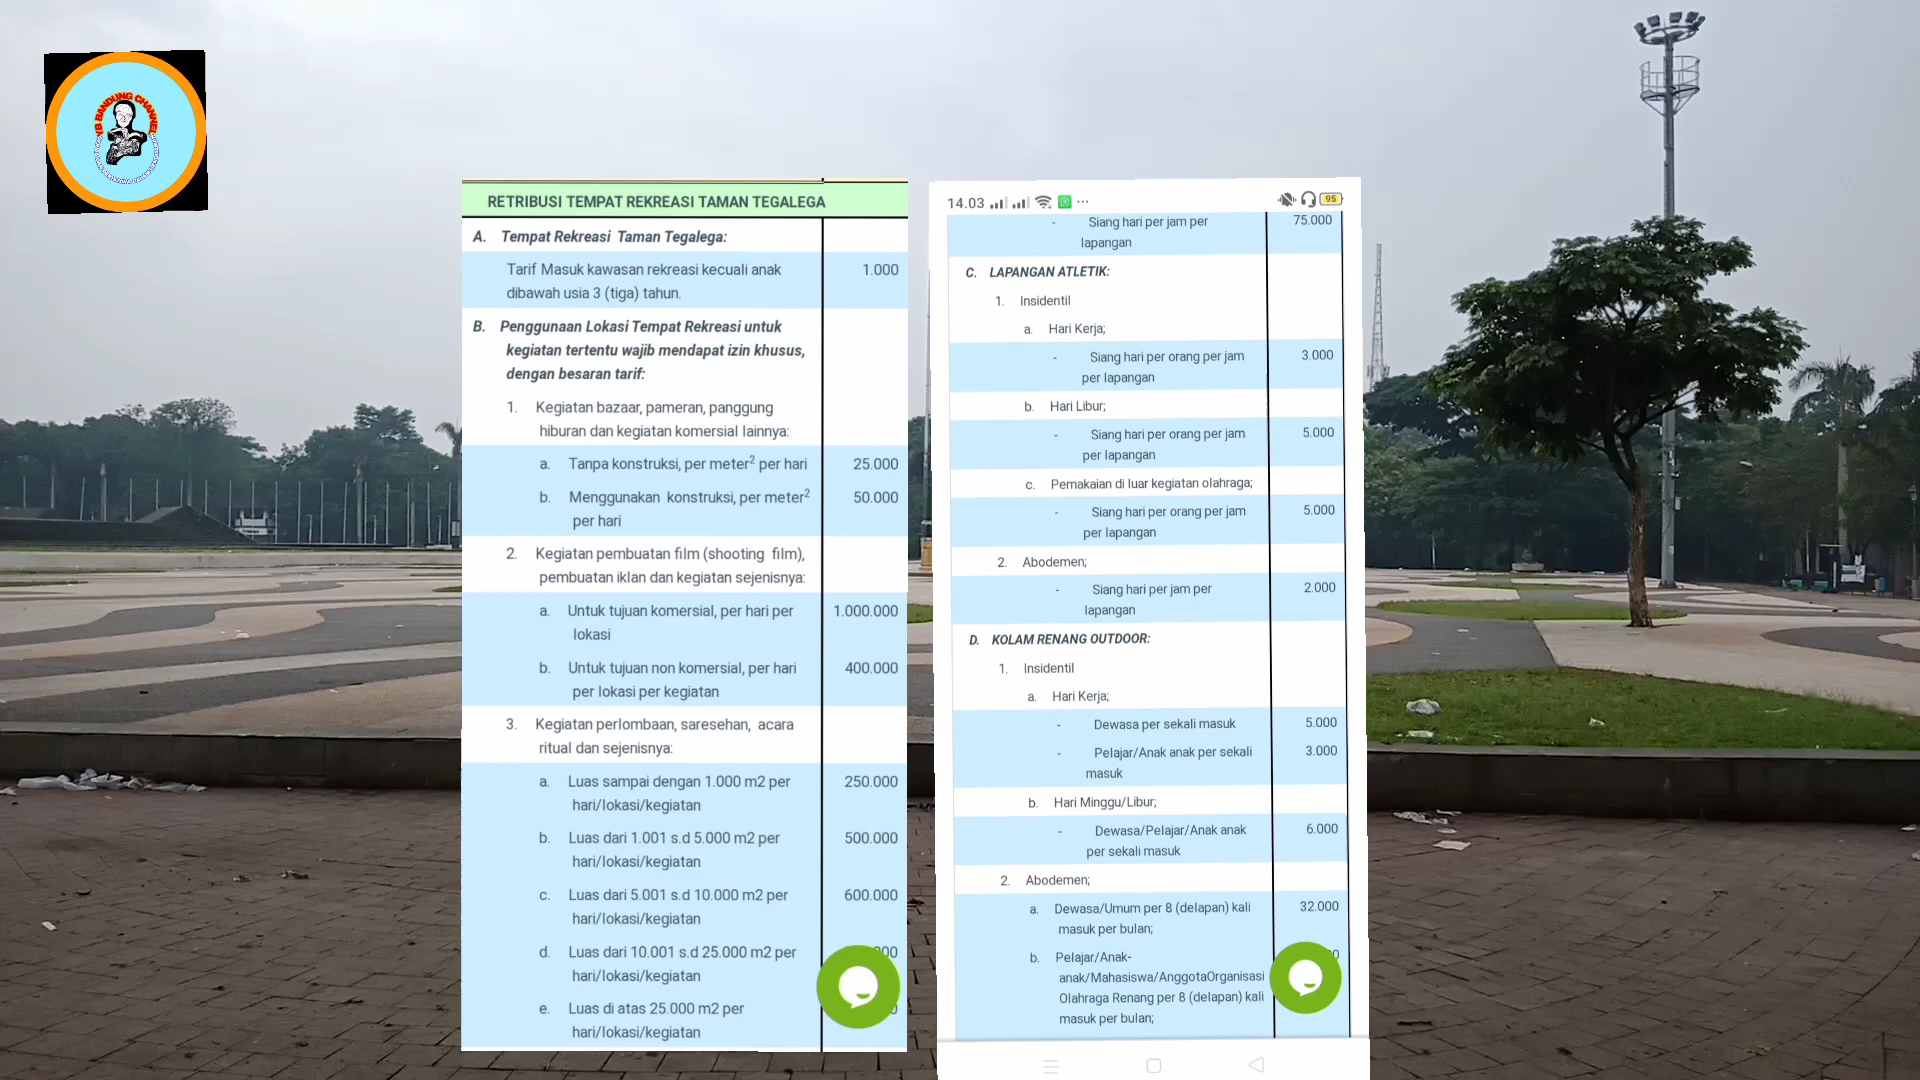 YB BANDUNG CHANNEL
RETRIBUSI TEMPAT REKREASI TAMAN TEGALEGA
A. Tempat Rekreasi Taman Tegalega:
Tarif Masuk kawasan rekreasi kecuali anak 1.000
dibawah usia 3 (tiga) tahun.
B. Penggunaan Lokasi Tempat Rekreasi untuk
kegiatan tertentu wajib mendapat izin khusus,
dengan besaran tarif:
1. Kegiatan bazaar, pameran, panggung
hiburan dan kegiatan komersial lainnya:
a. Tanpa konstruksi, per meter² per hari 25.000
b. Menggunakan konstruksi, per meter² 50.000
per hari
2. Kegiatan pembuatan film (shooting film),
pembuatan iklan dan kegiatan sejenisnya:
a. Untuk tujuan komersial, per hari per 1.000.000
lokasi
b. Untuk tujuan non komersial, per hari 400.000
per lokasi per kegiatan
3. Kegiatan perlombaan, saresehan, acara
ritual dan sejenisnya:
a. Luas sampai dengan 1.000 m2 per 250.000
hari/lokasi/kegiatan
b. Luas dari 1.001 s.d 5.000 m2 per 500.000
hari/lokasi/kegiatan
c. Luas dari 5.001 s.d 10.000 m2 per 600.000
hari/lokasi/kegiatan
d. Luas dari 10.001 s.d 25.000 m2 per
hari/lokasi/kegiatan
e. Luas di atas 25.000 m2 per
hari/lokasi/kegiatan
14.03 95
- Siang hari per jam per 75.000
lapangan
C. LAPANGAN ATLETIK:
1. Insidentil
a. Hari Kerja;
- Siang hari per orang per jam 3.000
per lapangan
b. Hari Libur;
- Siang hari per orang per jam 5.000
per lapangan
c. Pemakaian di luar kegiatan olahraga;
- Siang hari per orang per jam 5.000
per lapangan
2. Abodemen;
- Siang hari per jam per 2.000
lapangan
D. KOLAM RENANG OUTDOOR:
1. Insidentil
a. Hari Kerja;
- Dewasa per sekali masuk 5.000
- Pelajar/Anak anak per sekali 3.000
masuk
b. Hari Minggu/Libur;
- Dewasa/Pelajar/Anak anak 6.000
per sekali masuk
2. Abodemen;
a. Dewasa/Umum per 8 (delapan) kali 32.000
masuk per bulan;
b. Pelajar/Anak-
anak/Mahasiswa/AnggotaOrganisasi
Olahraga Renang per 8 (delapan) kali
masuk per bulan;